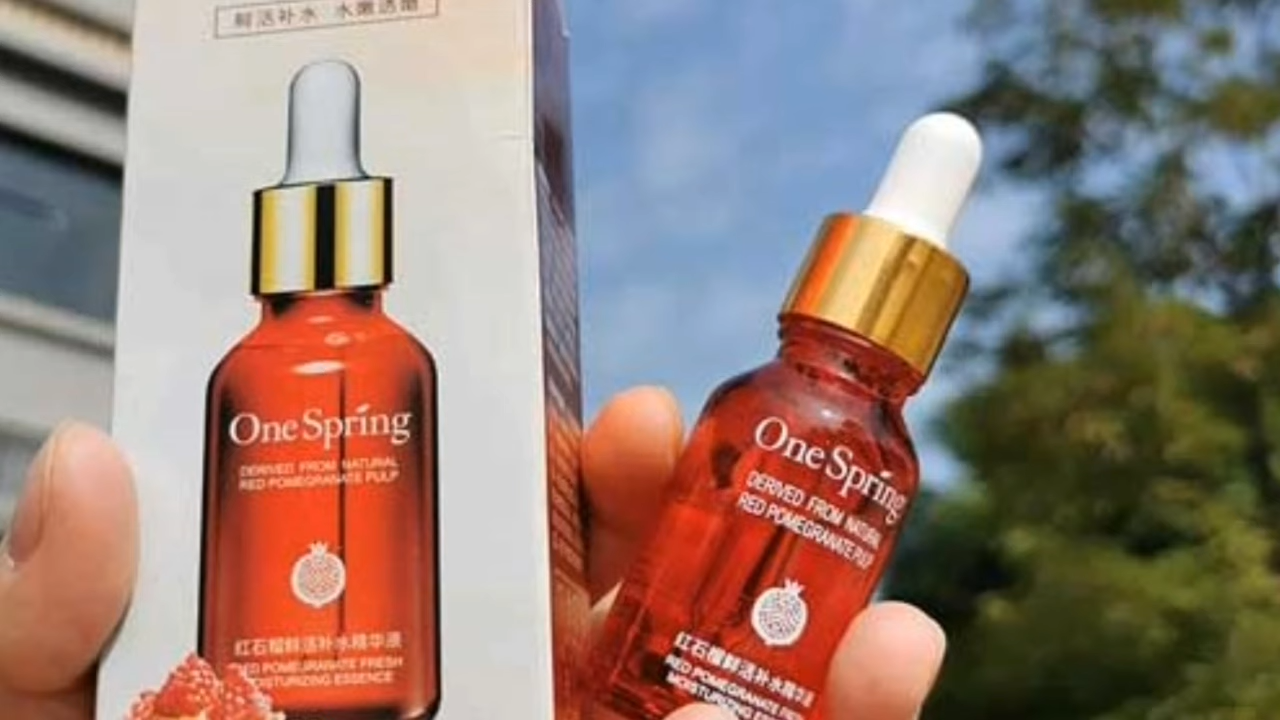 鲜活补水 水嫩透亮
One Spring
DERIVED FROM NATURAL
RED POMEGRANATE PULP
红石榴鲜活补水精华液
RED POMEGRANATE FRESH
MOISTURIZING ESSENCE
One Spring
DERIVED FROM NATURAL
RED POMEGRANATE PULP
红石榴鲜活补水精华液
RED POMEGRANATE FRESH
MOISTURIZING